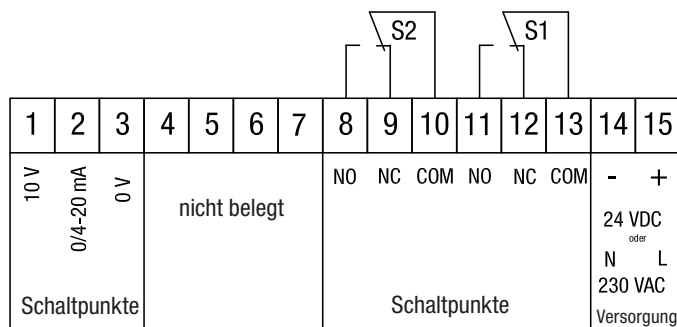 S2 S1
1 2 3 4 5 6 7 8 9 10 11 12 13 14 15
10 V
0/4-20 mA
0 V
nicht belegt
NO NC COM NO NC COM
- +
24 VDC
oder
N L
230 VAC
Schaltpunkte
Schaltpunkte
Versorgung